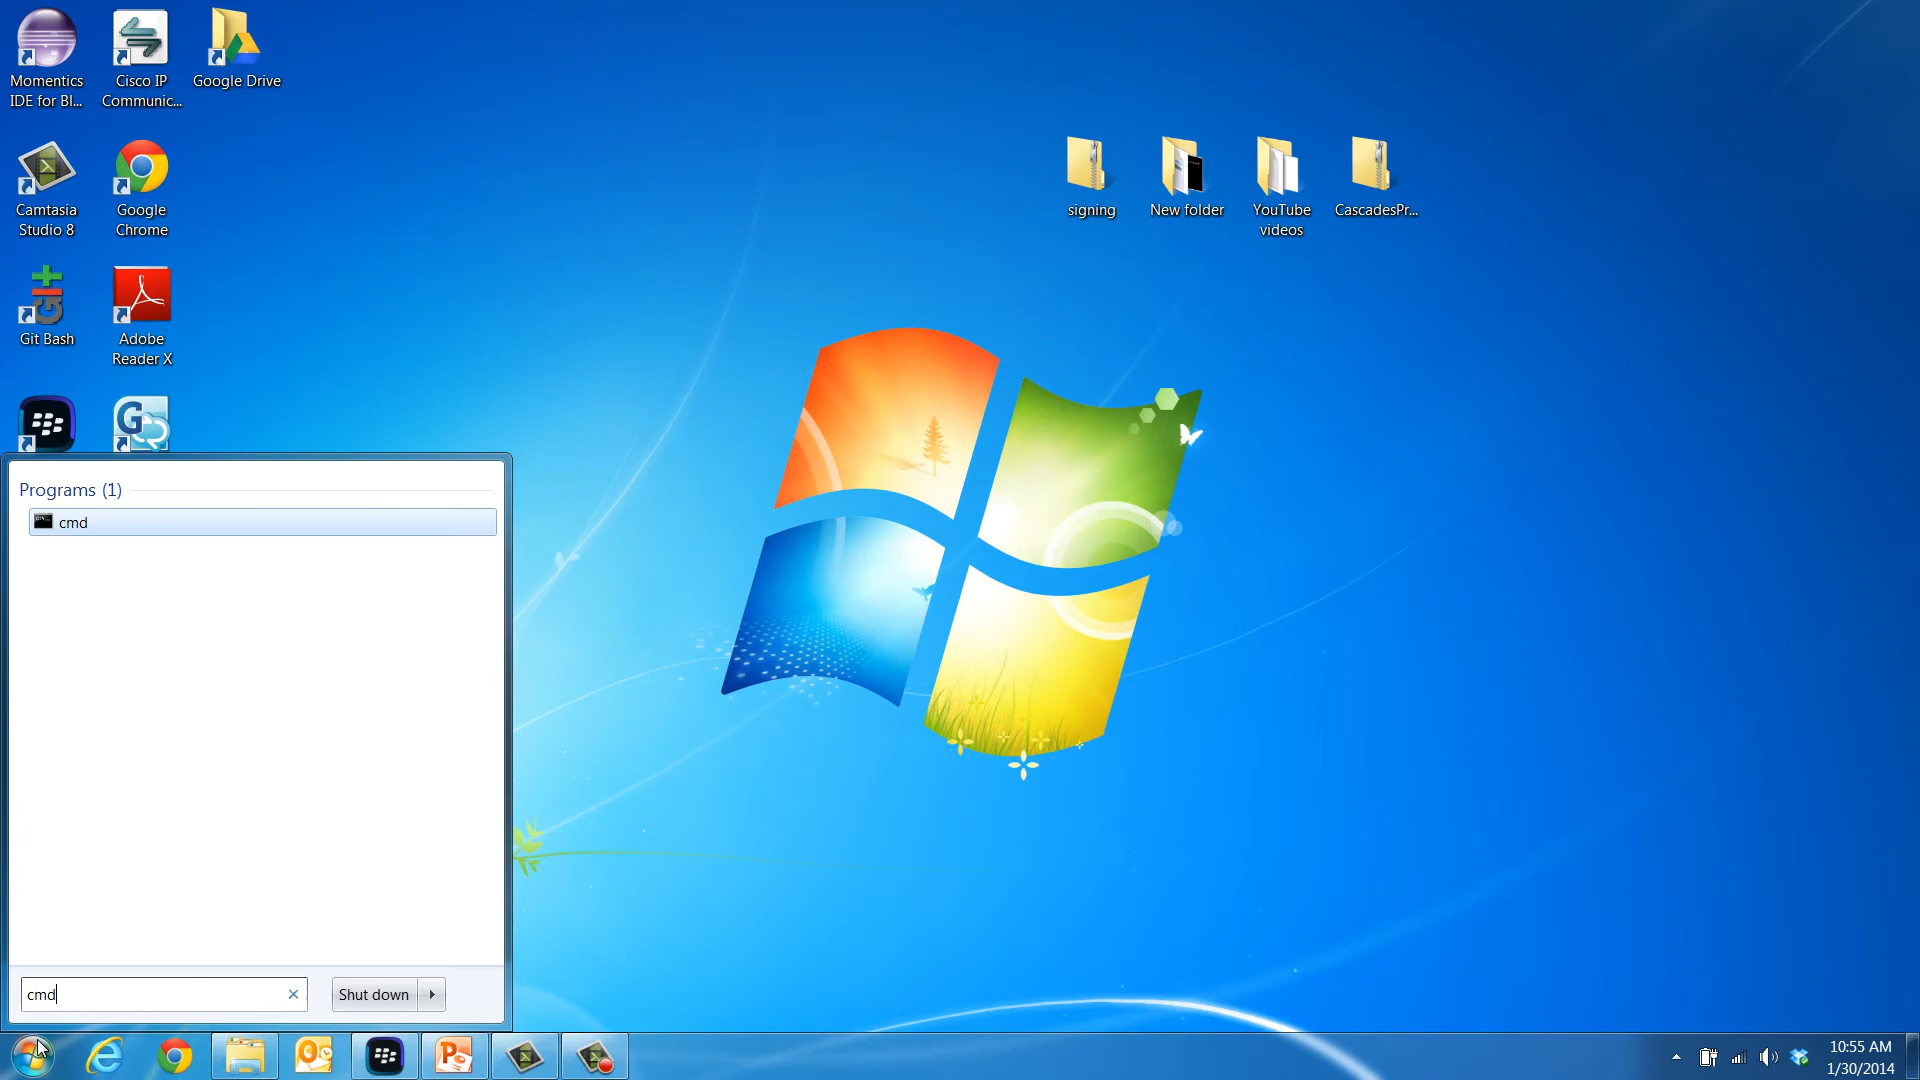 Momentics
IDE for Bl...
Cisco IP
Communic...
Google Drive
Camtasia
Studio 8
Google
Chrome
signing
New folder
YouTube
videos
CascadesPr...
Git Bash
Adobe
Reader X
Programs (1)
cmd
cmd
Shut down
10:55 AM
1/30/2014